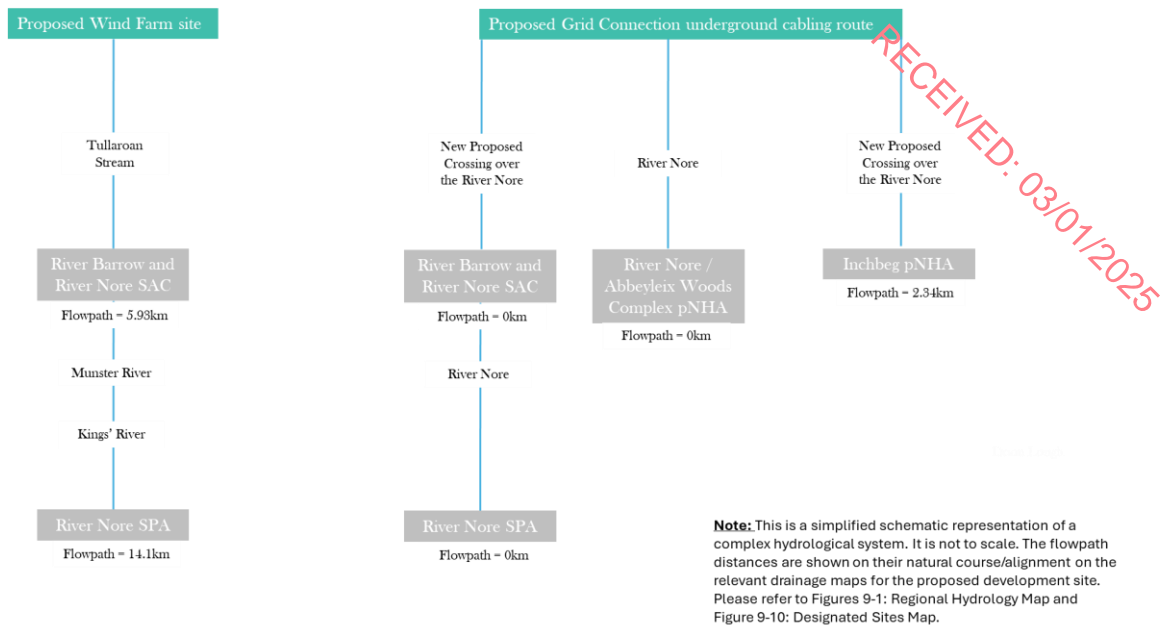 Proposed Wind Farm site
Proposed Grid Connection underground cabling route
RECEIVED: 03/01/2025
Tullaroan
Stream
New Proposed
Crossing over
the River Nore
River Nore
New Proposed
Crossing over
the River Nore
River Barrow and
River Nore SAC
Flowpath = 5.93km
River Barrow and
River Nore SAC
Flowpath = 0km
River Nore /
Abbeyleix Woods
Complex pNHA
Flowpath = 0km
Inchbeg pNHA
Flowpath = 2.34km
Munster River
River Nore
Kings' River
River Nore SPA
Flowpath = 14.1km
River Nore SPA
Flowpath = 0km
Note: This is a simplified schematic representation of a
complex hydrological system. It is not to scale. The flowpath
distances are shown on their natural course/alignment on the
relevant drainage maps for the proposed development site.
Please refer to Figures 9-1: Regional Hydrology Map and
Figure 9-10: Designated Sites Map.